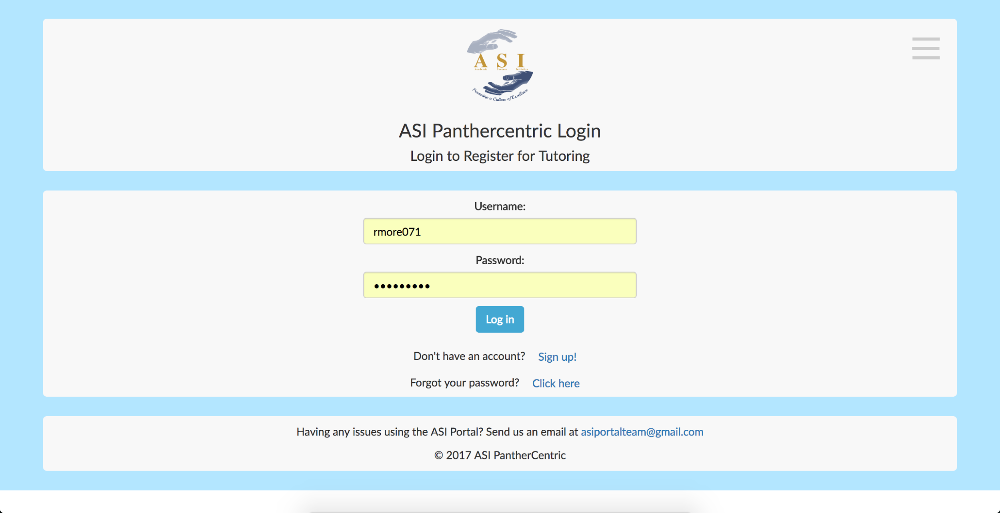 A S I
Academic Success Initiative
Promoting a Culture of Excellence
ASI Panthercentric Login
Login to Register for Tutoring
Username:
rmore071
Password:
•••••••••
Log in
Don't have an account? Sign up!
Forgot your password? Click here
Having any issues using the ASI Portal? Send us an email at asiportalteam@gmail.com
© 2017 ASI PantherCentric